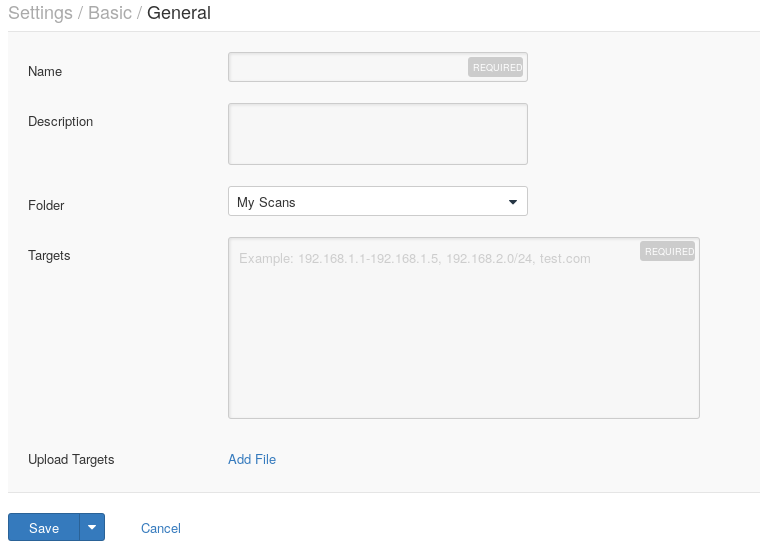 Settings / Basic / General
Name
REQUIRED
Description
Folder
My Scans
Targets
Example: 192.168.1.1-192.168.1.5, 192.168.2.0/24, test.com
REQUIRED
Upload Targets
Add File
Save
Cancel